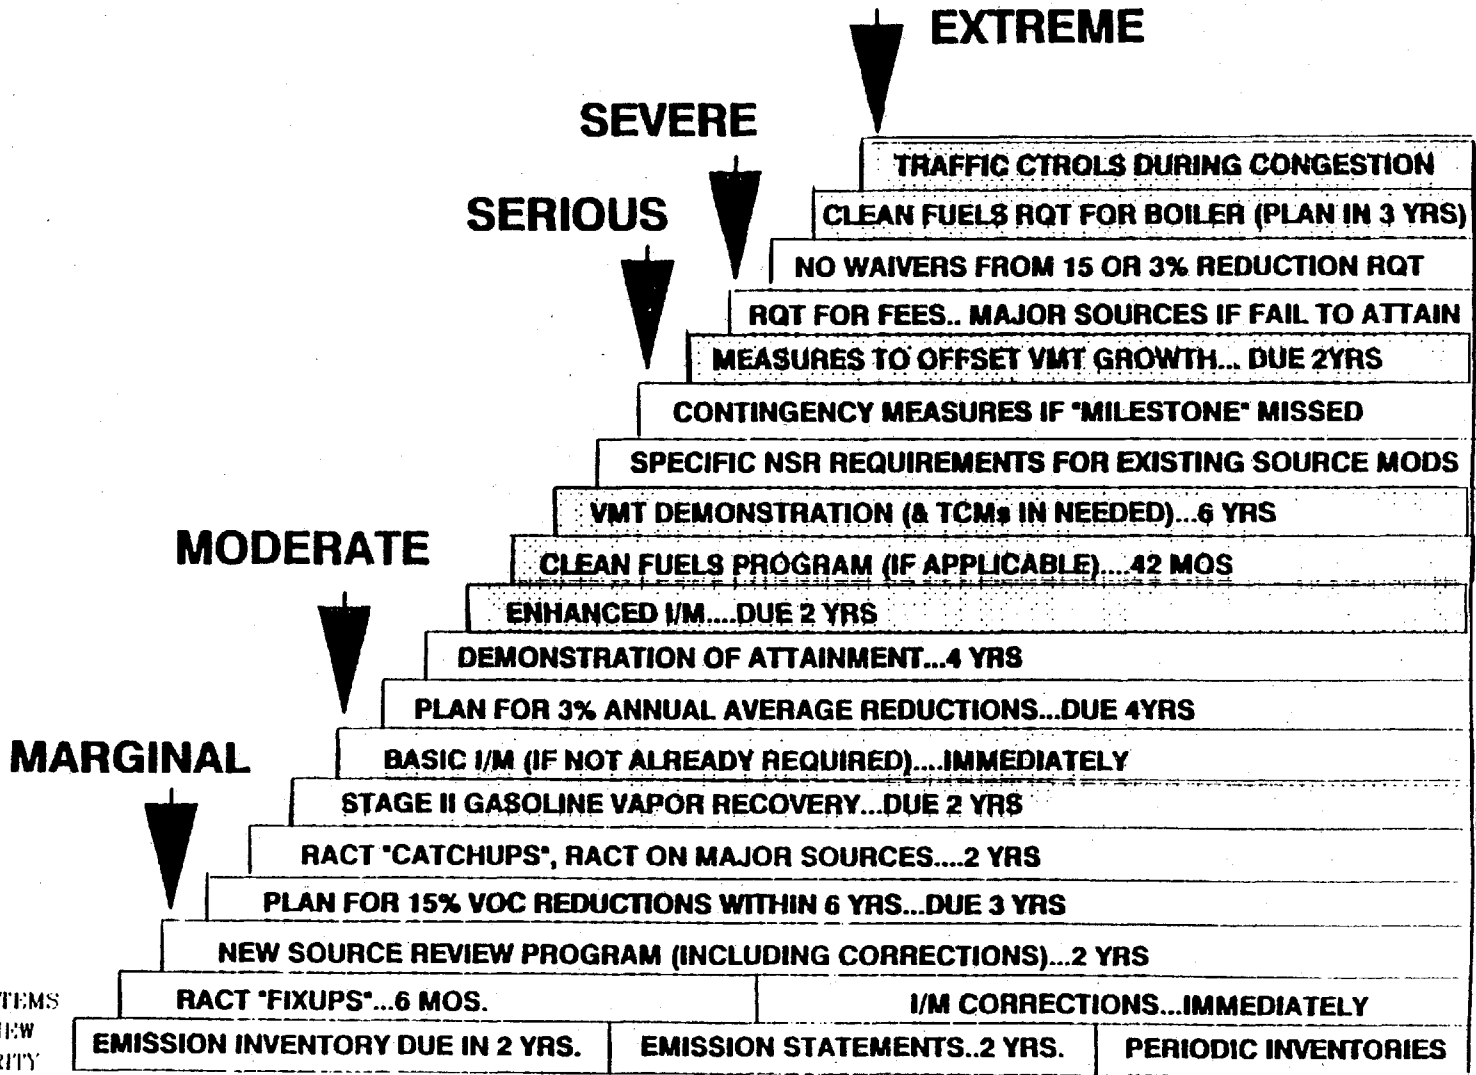 EXTREME
SEVERE
TRAFFIC CTROLS DURING CONGESTION
SERIOUS
CLEAN FUELS RQT FOR BOILER (PLAN IN 3 YRS)
NO WAIVERS FROM 15 OR 3% REDUCTION RQT
RQT FOR FEES.. MAJOR SOURCES IF FAIL TO ATTAIN
MEASURES TO OFFSET VMT GROWTH... DUE 2YRS
CONTINGENCY MEASURES IF "MILESTONE" MISSED
SPECIFIC NSR REQUIREMENTS FOR EXISTING SOURCE MODS
VMT DEMONSTRATION (& TCMs IN NEEDED)...6 YRS
MODERATE
CLEAN FUELS PROGRAM (IF APPLICABLE)....42 MOS
ENHANCED I/M....DUE 2 YRS
DEMONSTRATION OF ATTAINMENT...4 YRS
PLAN FOR 3% ANNUAL AVERAGE REDUCTIONS...DUE 4YRS
MARGINAL
BASIC I/M (IF NOT ALREADY REQUIRED)....IMMEDIATELY
STAGE II GASOLINE VAPOR RECOVERY...DUE 2 YRS
RACT "CATCHUPS", RACT ON MAJOR SOURCES....2 YRS
PLAN FOR 15% VOC REDUCTIONS WITHIN 6 YRS...DUE 3 YRS
NEW SOURCE REVIEW PROGRAM (INCLUDING CORRECTIONS)...2 YRS
RACT "FIXUPS"...6 MOS. I/M CORRECTIONS...IMMEDIATELY
EMISSION INVENTORY DUE IN 2 YRS. EMISSION STATEMENTS..2 YRS. PERIODIC INVENTORIES